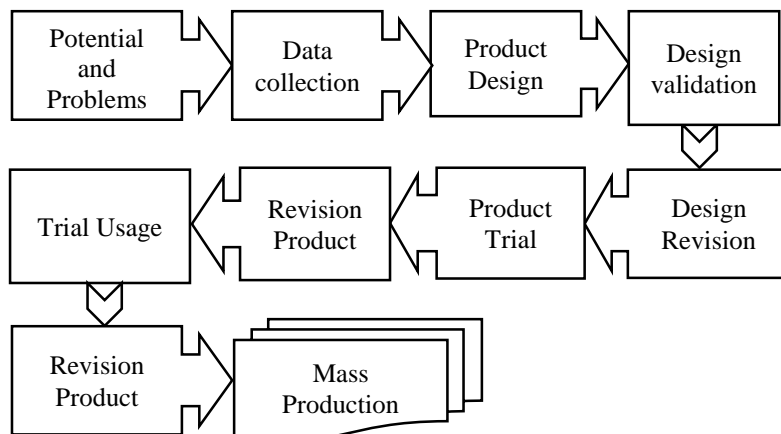 Potential
and
Problems
Data
collection
Product
Design
Design
validation
Design
Revision
Product
Trial
Revision
Product
Trial Usage
Revision
Product
Mass
Production